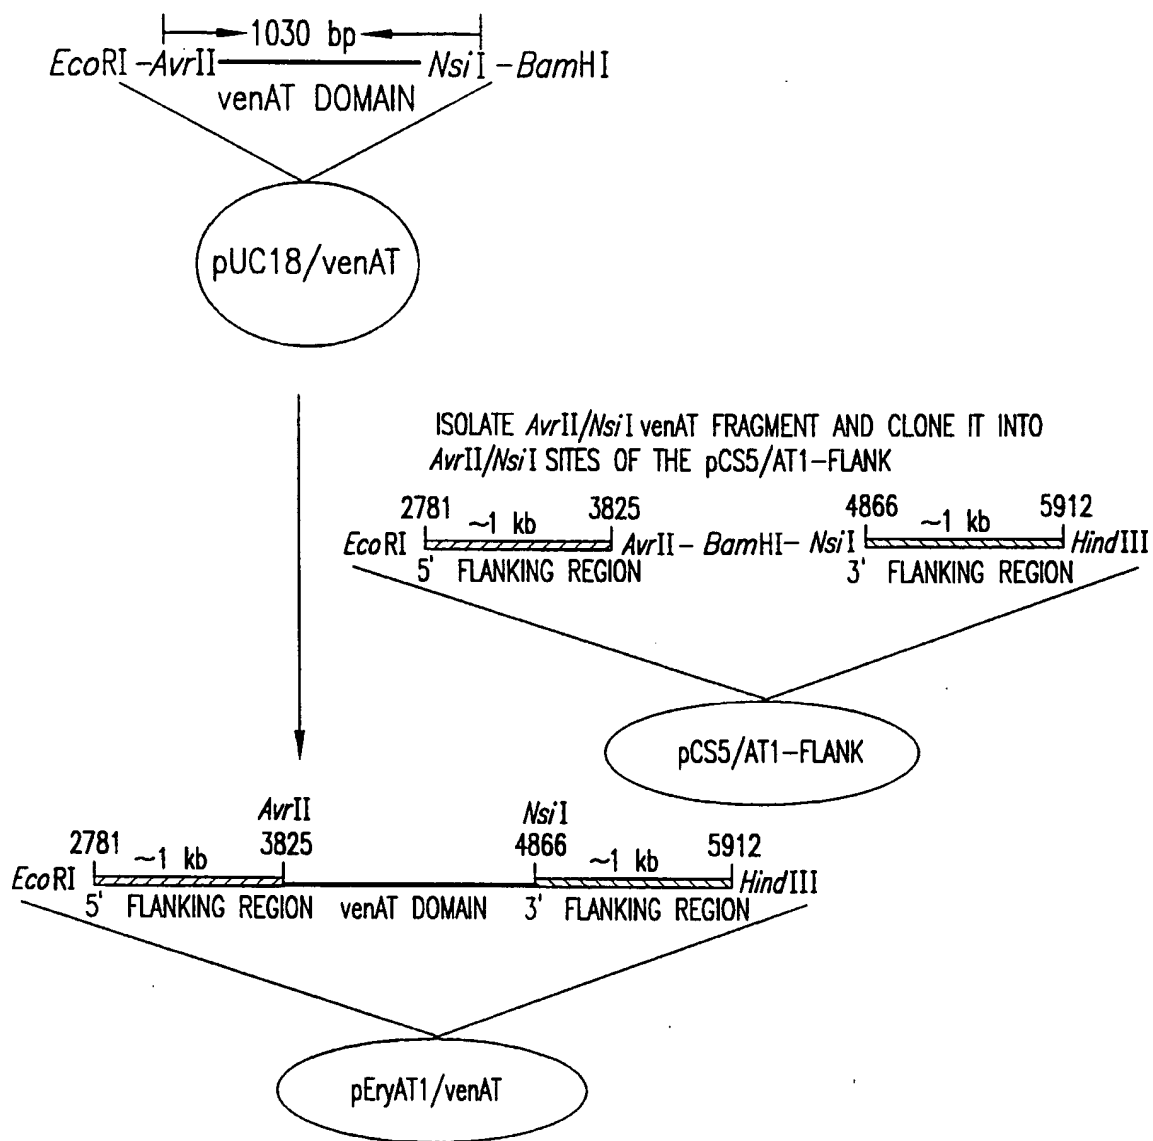 1030 bp
EcoRI -AvrII NsiI -BamHI
venAT DOMAIN
pUC18/venAT
ISOLATE AvrII/NsiI venAT FRAGMENT AND CLONE IT INTO
AvrII/NsiI SITES OF THE pCS5/AT1-FLANK
2781 ~1 kb 3825 4866 ~1 kb 5912
EcoRI AvrII- BamHI- NsiI HindIII
5' FLANKING REGION 3' FLANKING REGION
pCS5/AT1-FLANK
AvrII NsiI
2781 ~1 kb 3825 4866 ~1 kb 5912
EcoRI HindIII
5' FLANKING REGION venAT DOMAIN 3' FLANKING REGION
pEryAT1/venAT